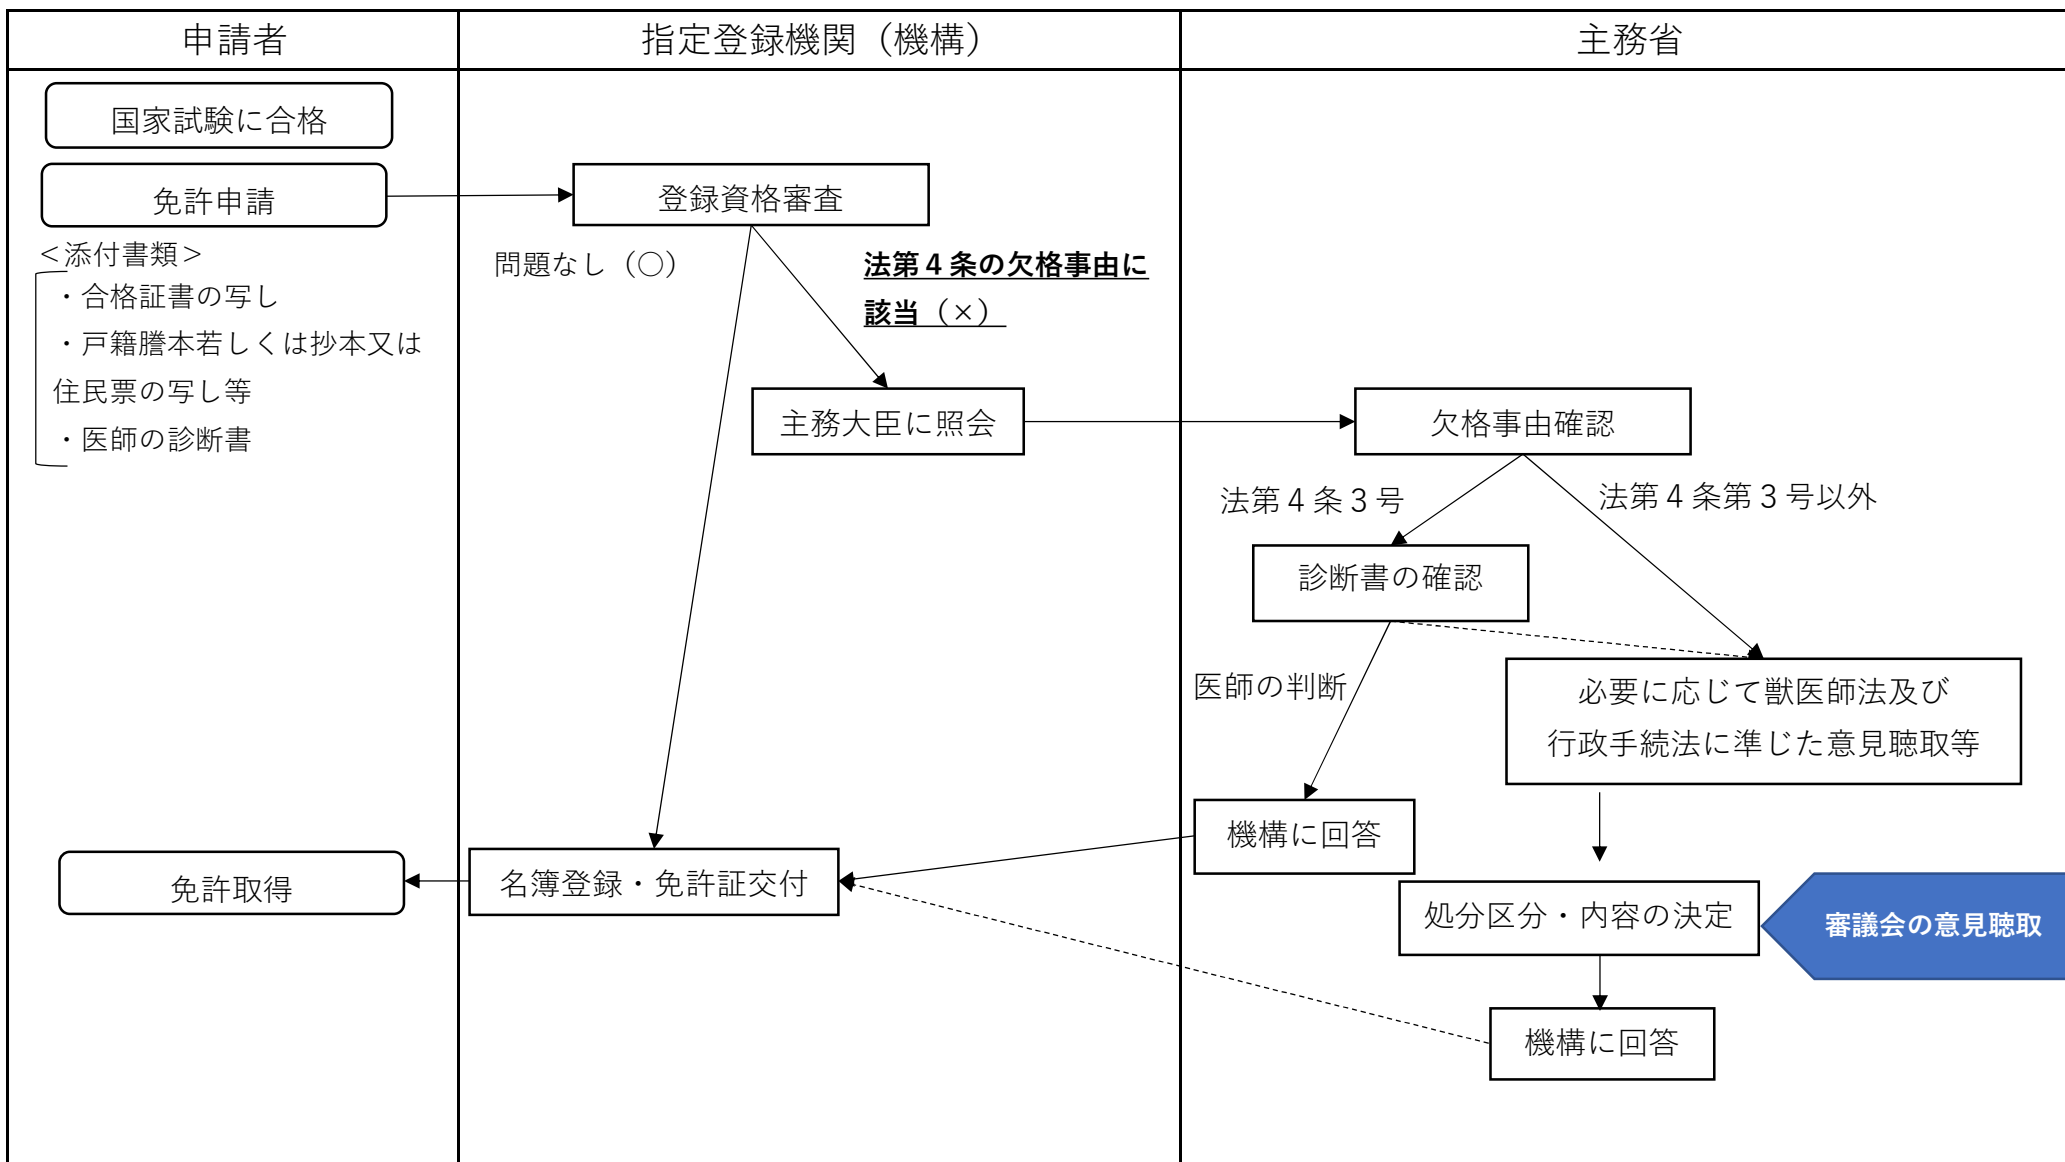 申請者
指定登録機関（機構）
主務省
国家試験に合格
免許申請
＜添付書類＞
・合格証書の写し
・戸籍謄本若しくは抄本又は
住民票の写し等
・医師の診断書
登録資格審査
問題なし（○）
法第４条の欠格事由に
該当（×）
主務大臣に照会
欠格事由確認
法第４条３号
法第４条第３号以外
診断書の確認
医師の判断
必要に応じて獣医師法及び
行政手続法に準じた意見聴取等
機構に回答
名簿登録・免許証交付
免許取得
処分区分・内容の決定
審議会の意見聴取
機構に回答